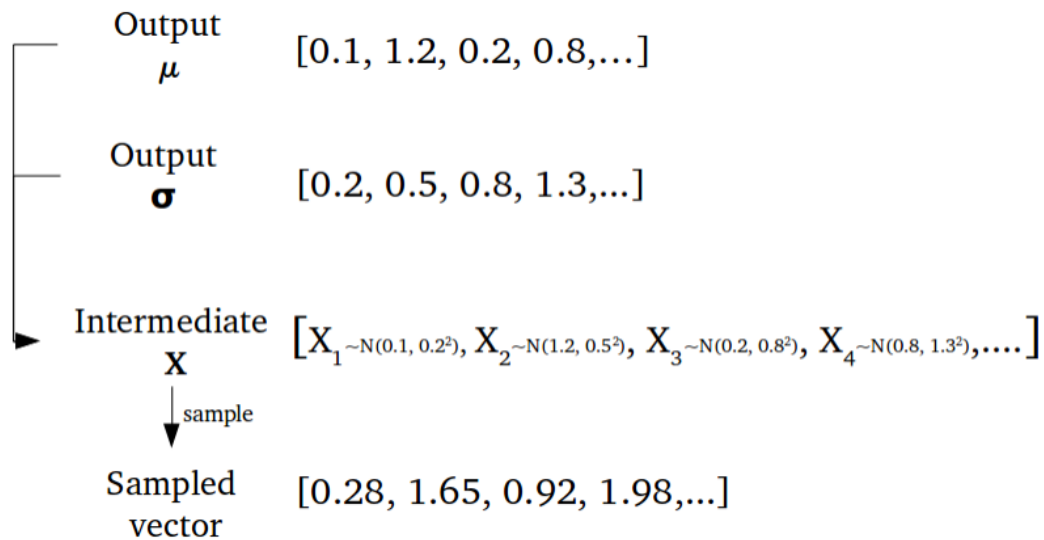 Output
μ
[0.1, 1.2, 0.2, 0.8,...]
Output
σ
[0.2, 0.5, 0.8, 1.3,...]
Intermediate
X
[X₁~N(0.1, 0.2²), X₂~N(1.2, 0.5²), X₃~N(0.2, 0.8²), X₄~N(0.8, 1.3²),....]
sample
Sampled
vector
[0.28, 1.65, 0.92, 1.98,...]